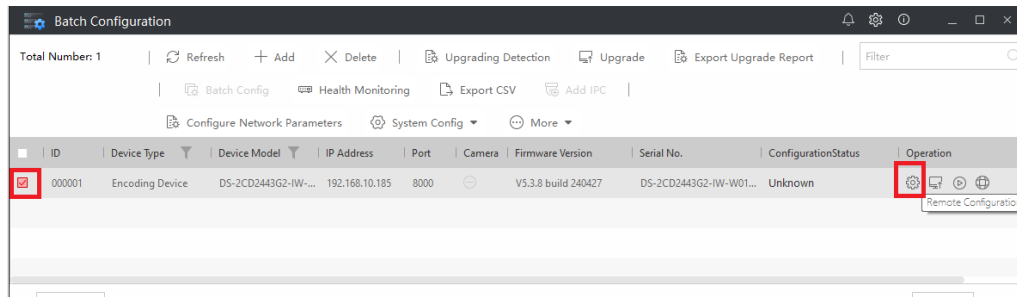 Batch Configuration
Total Number: 1 Refresh Add Delete Upgrading Detection Upgrade Export Upgrade Report Filter
Batch Config Health Monitoring Export CSV Add IPC
Configure Network Parameters System Config More
ID Device Type Device Model IP Address Port Camera Firmware Version Serial No. ConfigurationStatus Operation
000001 Encoding Device DS-2CD2443G2-IW-... 192.168.10.185 8000 V5.3.8 build 240427 DS-2CD2443G2-IW-W01... Unknown
Remote Configuratio